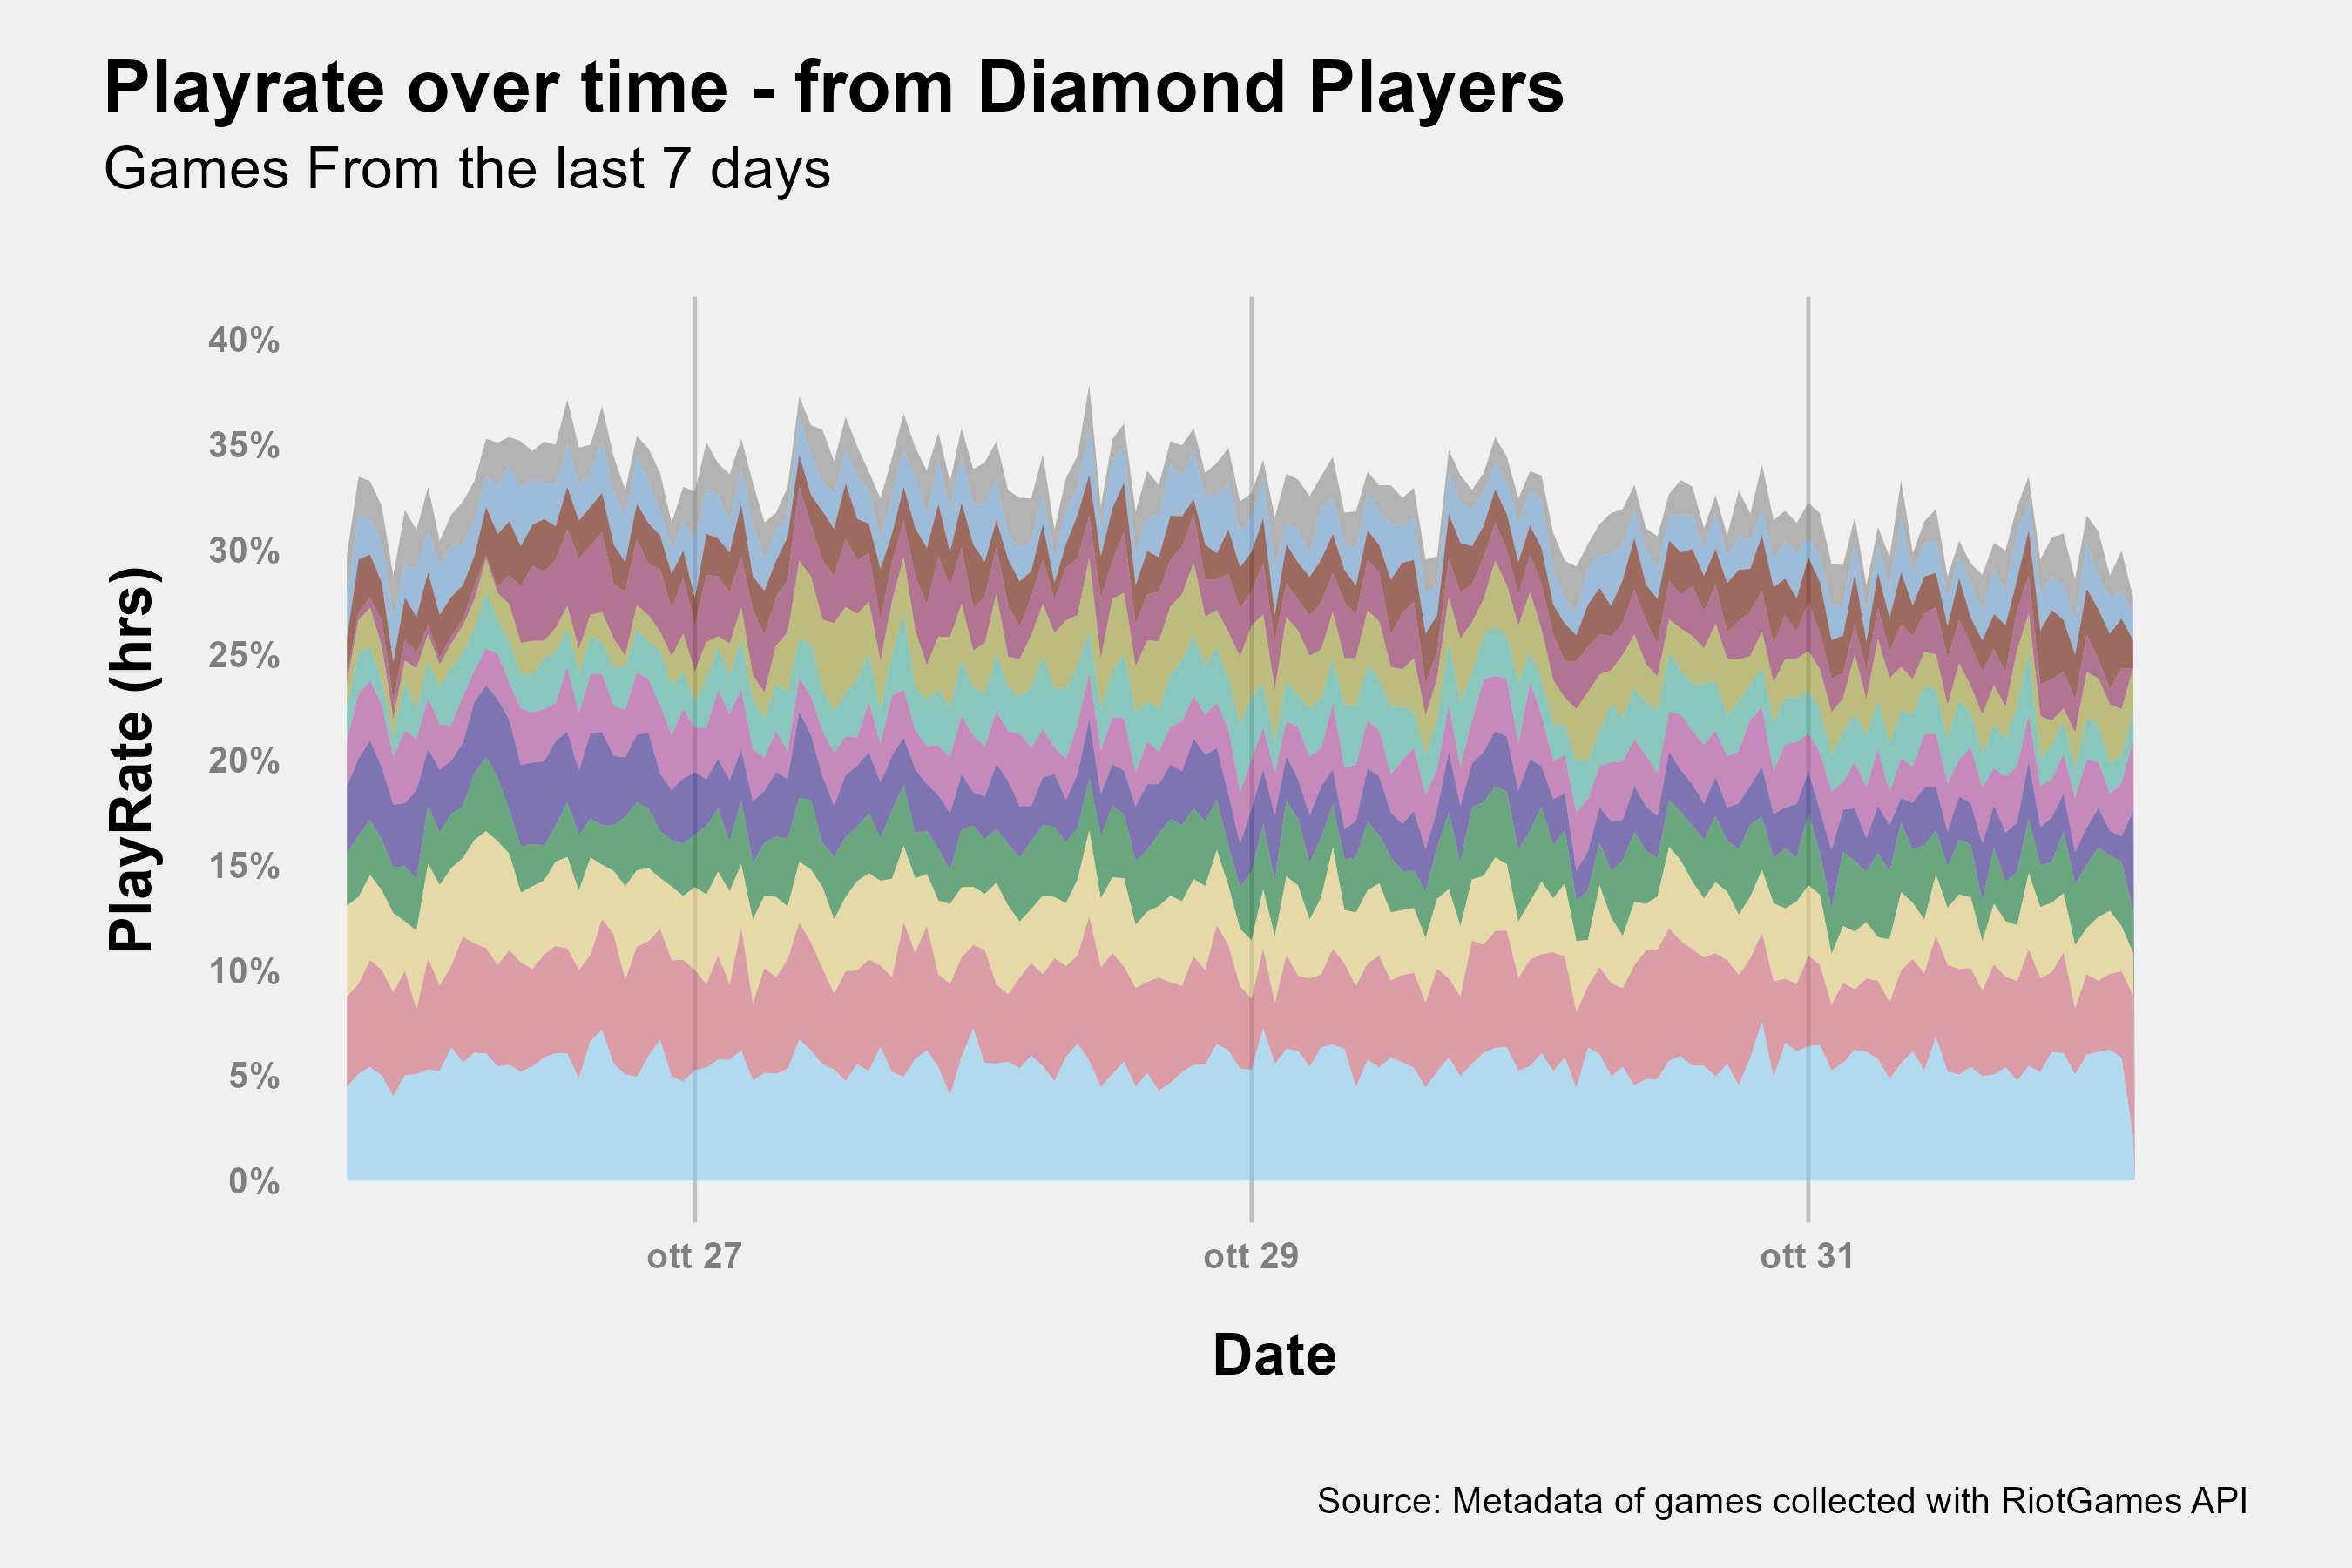 Playrate over time - from Diamond Players
Games From the last 7 days
PlayRate (hrs)
40%
35%
30%
25%
20%
15%
10%
5%
0%
ott 27
ott 29
ott 31
Date
Source: Metadata of games collected with RiotGames API